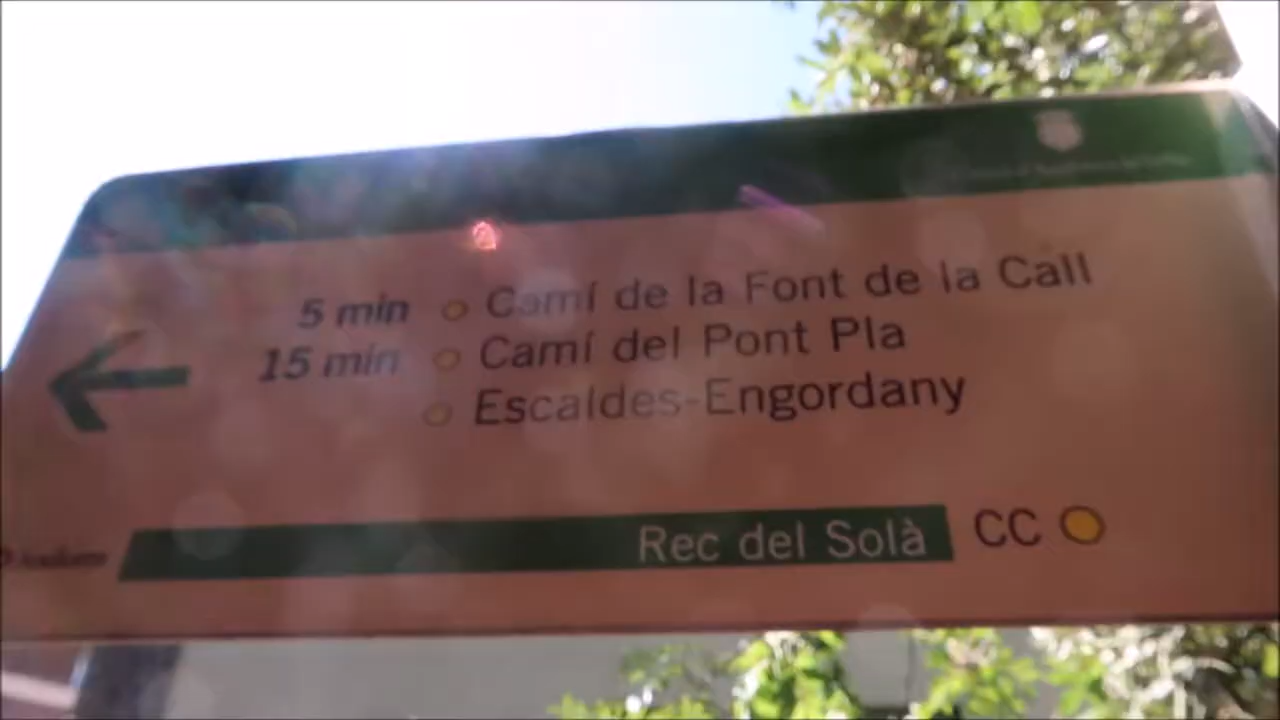 5 min Camí de la Font de la Call
15 min Camí del Pont Pla
Escaldes-Engordany
Rec del Solà CC